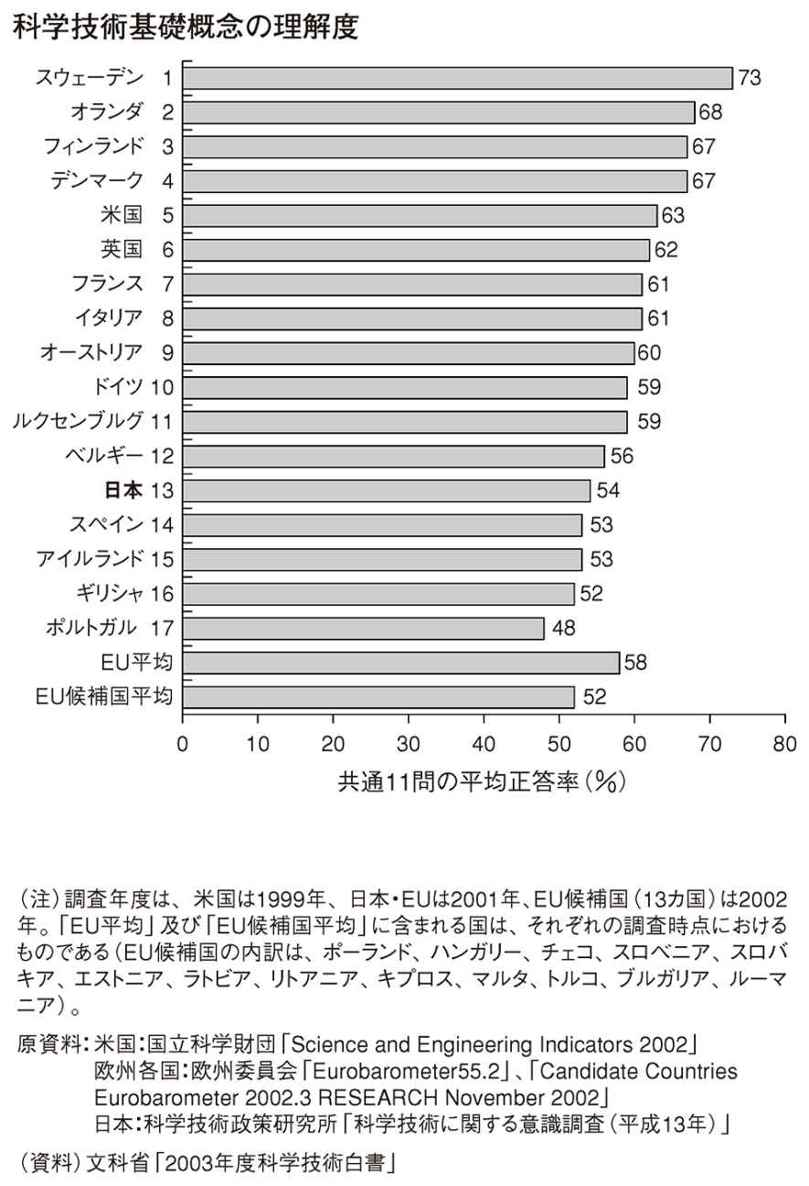 科学技術基礎概念の理解度
スウェーデン 1 73
オランダ 2 68
フィンランド 3 67
デンマーク 4 67
米国 5 63
英国 6 62
フランス 7 61
イタリア 8 61
オーストリア 9 60
ドイツ 10 59
ルクセンブルグ 11 59
ベルギー 12 56
日本 13 54
スペイン 14 53
アイルランド 15 53
ギリシャ 16 52
ポルトガル 17 48
EU平均 58
EU候補国平均 52
0 10 20 30 40 50 60 70 80
共通11問の平均正答率(%)
(注)調査年度は、米国は1999年、日本・EUは2001年、EU候補国(13カ国)は2002
年。「EU平均」及び「EU候補国平均」に含まれる国は、それぞれの調査時点における
ものである(EU候補国の内訳は、ポーランド、ハンガリー、チェコ、スロベニア、スロバ
キア、エストニア、ラトビア、リトアニア、キプロス、マルタ、トルコ、ブルガリア、ルーマ
ニア)。
原資料:米国:国立科学財団「Science and Engineering Indicators 2002」
欧州各国:欧州委員会「Eurobarometer55.2」、「Candidate Countries
Eurobarometer 2002.3 RESEARCH November 2002」
日本:科学技術政策研究所「科学技術に関する意識調査(平成13年)」
(資料)文科省「2003年度科学技術白書」